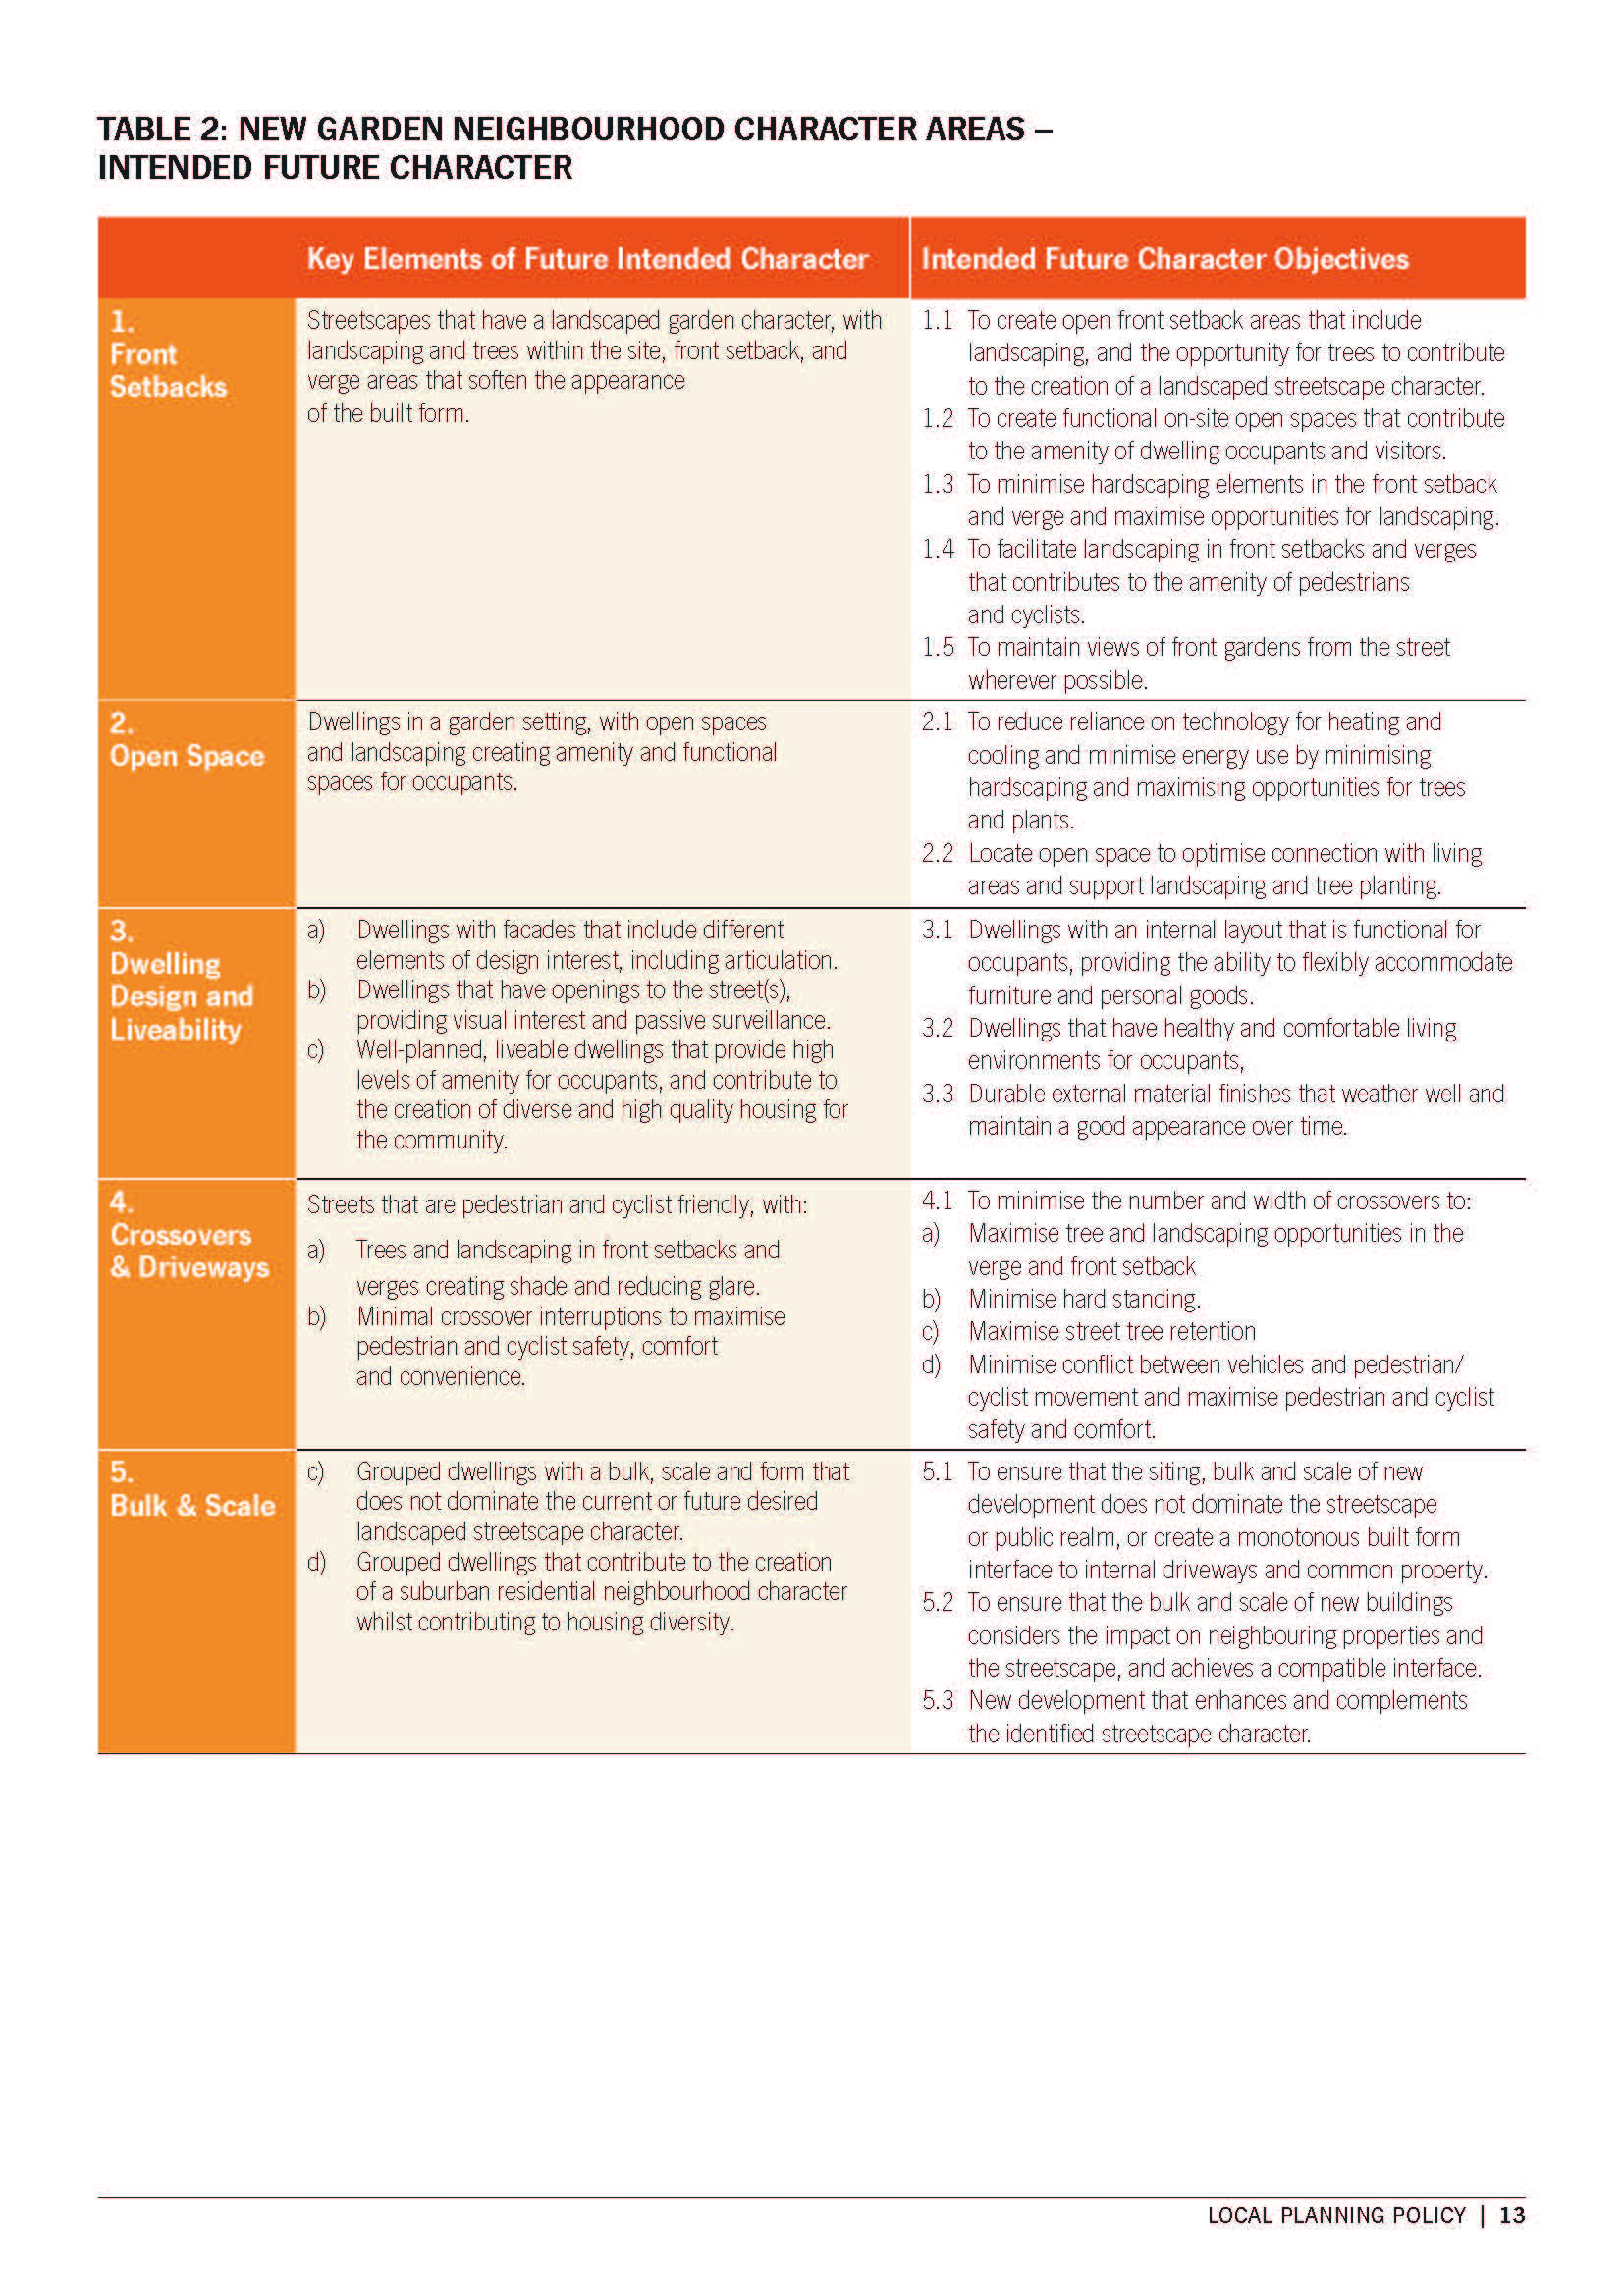 TABLE 2: NEW GARDEN NEIGHBOURHOOD CHARACTER AREAS –
INTENDED FUTURE CHARACTER
Key Elements of Future Intended Character
Intended Future Character Objectives
1.
Front
Setbacks
Streetscapes that have a landscaped garden character, with
landscaping and trees within the site, front setback, and
verge areas that soften the appearance
of the built form.
1.1 To create open front setback areas that include
landscaping, and the opportunity for trees to contribute
to the creation of a landscaped streetscape character.
1.2 To create functional on-site open spaces that contribute
to the amenity of dwelling occupants and visitors.
1.3 To minimise hardscaping elements in the front setback
and verge and maximise opportunities for landscaping.
1.4 To facilitate landscaping in front setbacks and verges
that contributes to the amenity of pedestrians
and cyclists.
1.5 To maintain views of front gardens from the street
wherever possible.
2.
Open Space
Dwellings in a garden setting, with open spaces
and landscaping creating amenity and functional
spaces for occupants.
2.1 To reduce reliance on technology for heating and
cooling and minimise energy use by minimising
hardscaping and maximising opportunities for trees
and plants.
2.2 Locate open space to optimise connection with living
areas and support landscaping and tree planting.
3.
Dwelling
Design and
Liveability
a) Dwellings with facades that include different
elements of design interest, including articulation.
b) Dwellings that have openings to the street(s),
providing visual interest and passive surveillance.
c) Well-planned, liveable dwellings that provide high
levels of amenity for occupants, and contribute to
the creation of diverse and high quality housing for
the community.
3.1 Dwellings with an internal layout that is functional for
occupants, providing the ability to flexibly accommodate
furniture and personal goods.
3.2 Dwellings that have healthy and comfortable living
environments for occupants,
3.3 Durable external material finishes that weather well and
maintain a good appearance over time.
4.
Crossovers
& Driveways
Streets that are pedestrian and cyclist friendly, with:
a) Trees and landscaping in front setbacks and
verges creating shade and reducing glare.
b) Minimal crossover interruptions to maximise
pedestrian and cyclist safety, comfort
and convenience.
4.1 To minimise the number and width of crossovers to:
a) Maximise tree and landscaping opportunities in the
verge and front setback
b) Minimise hard standing.
c) Maximise street tree retention
d) Minimise conflict between vehicles and pedestrian/
cyclist movement and maximise pedestrian and cyclist
safety and comfort.
5.
Bulk & Scale
c) Grouped dwellings with a bulk, scale and form that
does not dominate the current or future desired
landscaped streetscape character.
d) Grouped dwellings that contribute to the creation
of a suburban residential neighbourhood character
whilst contributing to housing diversity.
5.1 To ensure that the siting, bulk and scale of new
development does not dominate the streetscape
or public realm, or create a monotonous built form
interface to internal driveways and common property.
5.2 To ensure that the bulk and scale of new buildings
considers the impact on neighbouring properties and
the streetscape, and achieves a compatible interface.
5.3 New development that enhances and complements
the identified streetscape character.
LOCAL PLANNING POLICY | 13